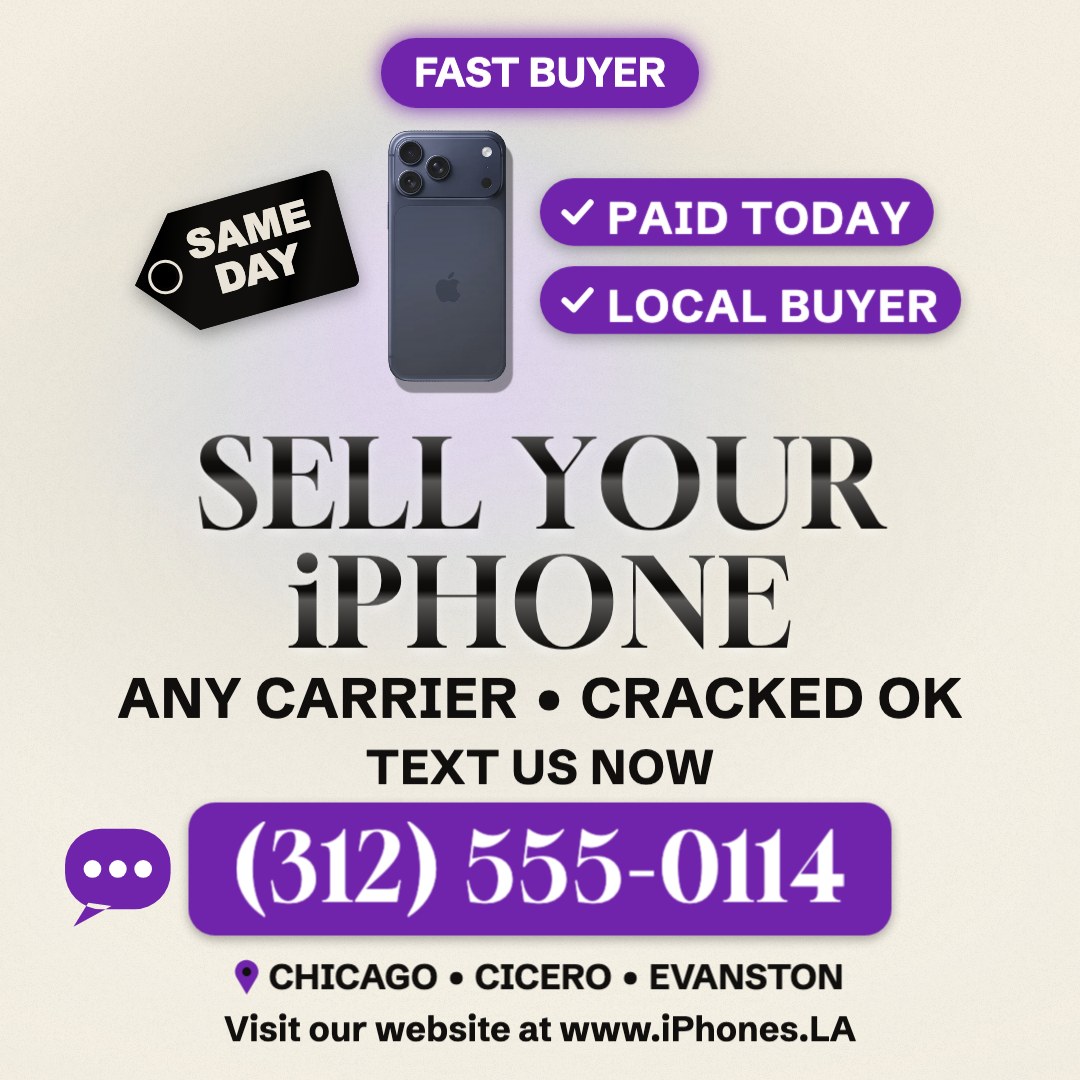 FAST BUYER
SAME
DAY
PAID TODAY
LOCAL BUYER
SELL YOUR
iPHONE
ANY CARRIER • CRACKED OK
TEXT US NOW
(312) 555-0114
CHICAGO • CICERO • EVANSTON
Visit our website at www.iPhones.LA